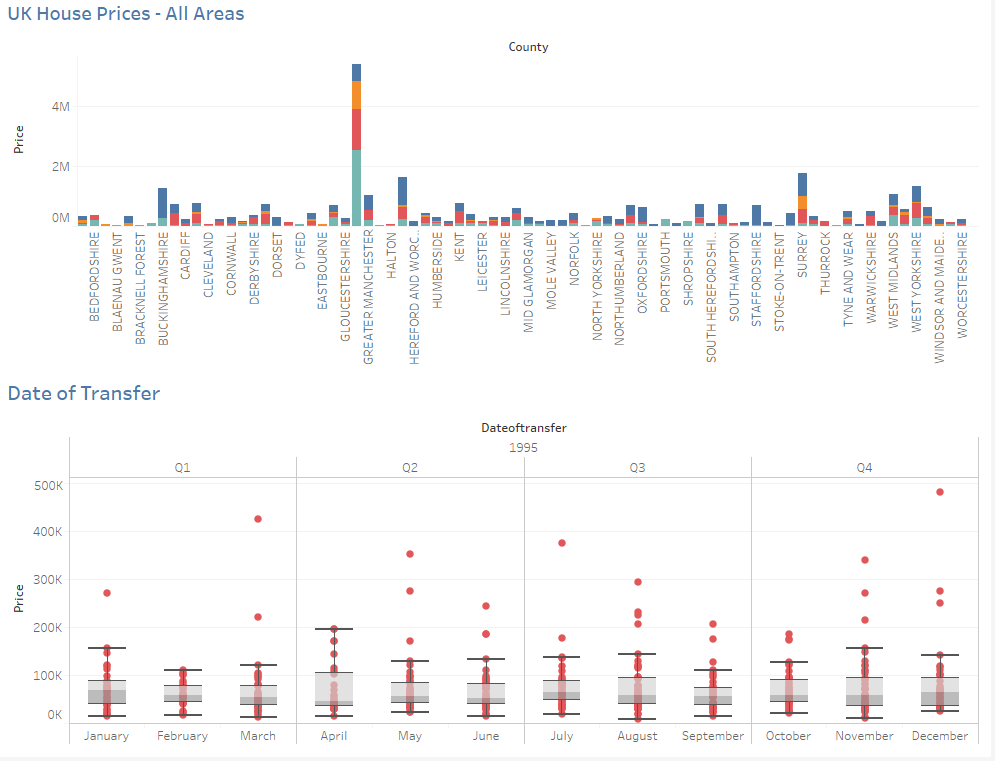 UK House Prices - All Areas
County
Price
4M
2M
0M
BEDFORDSHIRE
BLAENAU GWENT
BRACKNELL FOREST
BUCKINGHAMSHIRE
CARDIFF
CLEVELAND
CORNWALL
DERBYSHIRE
DORSET
DYFED
EASTBOURNE
GLOUCESTERSHIRE
GREATER MANCHESTER
HALTON
HEREFORD AND WORC..
HUMBERSIDE
KENT
LEICESTER
LINCOLNSHIRE
MID GLAMORGAN
MOLE VALLEY
NORFOLK
NORTH YORKSHIRE
NORTHUMBERLAND
OXFORDSHIRE
PORTSMOUTH
SHROPSHIRE
SOUTH HEREFORDSHI..
SOUTHAMPTON
STAFFORDSHIRE
STOKE-ON-TRENT
SURREY
THURROCK
TYNE AND WEAR
WARWICKSHIRE
WEST MIDLANDS
WEST YORKSHIRE
WINDSOR AND MAIDE..
WORCESTERSHIRE
Date of Transfer
Dateoftransfer
1995
Q1 Q2 Q3 Q4
Price
500K
400K
300K
200K
100K
0K
January February March April May June July August September October November December